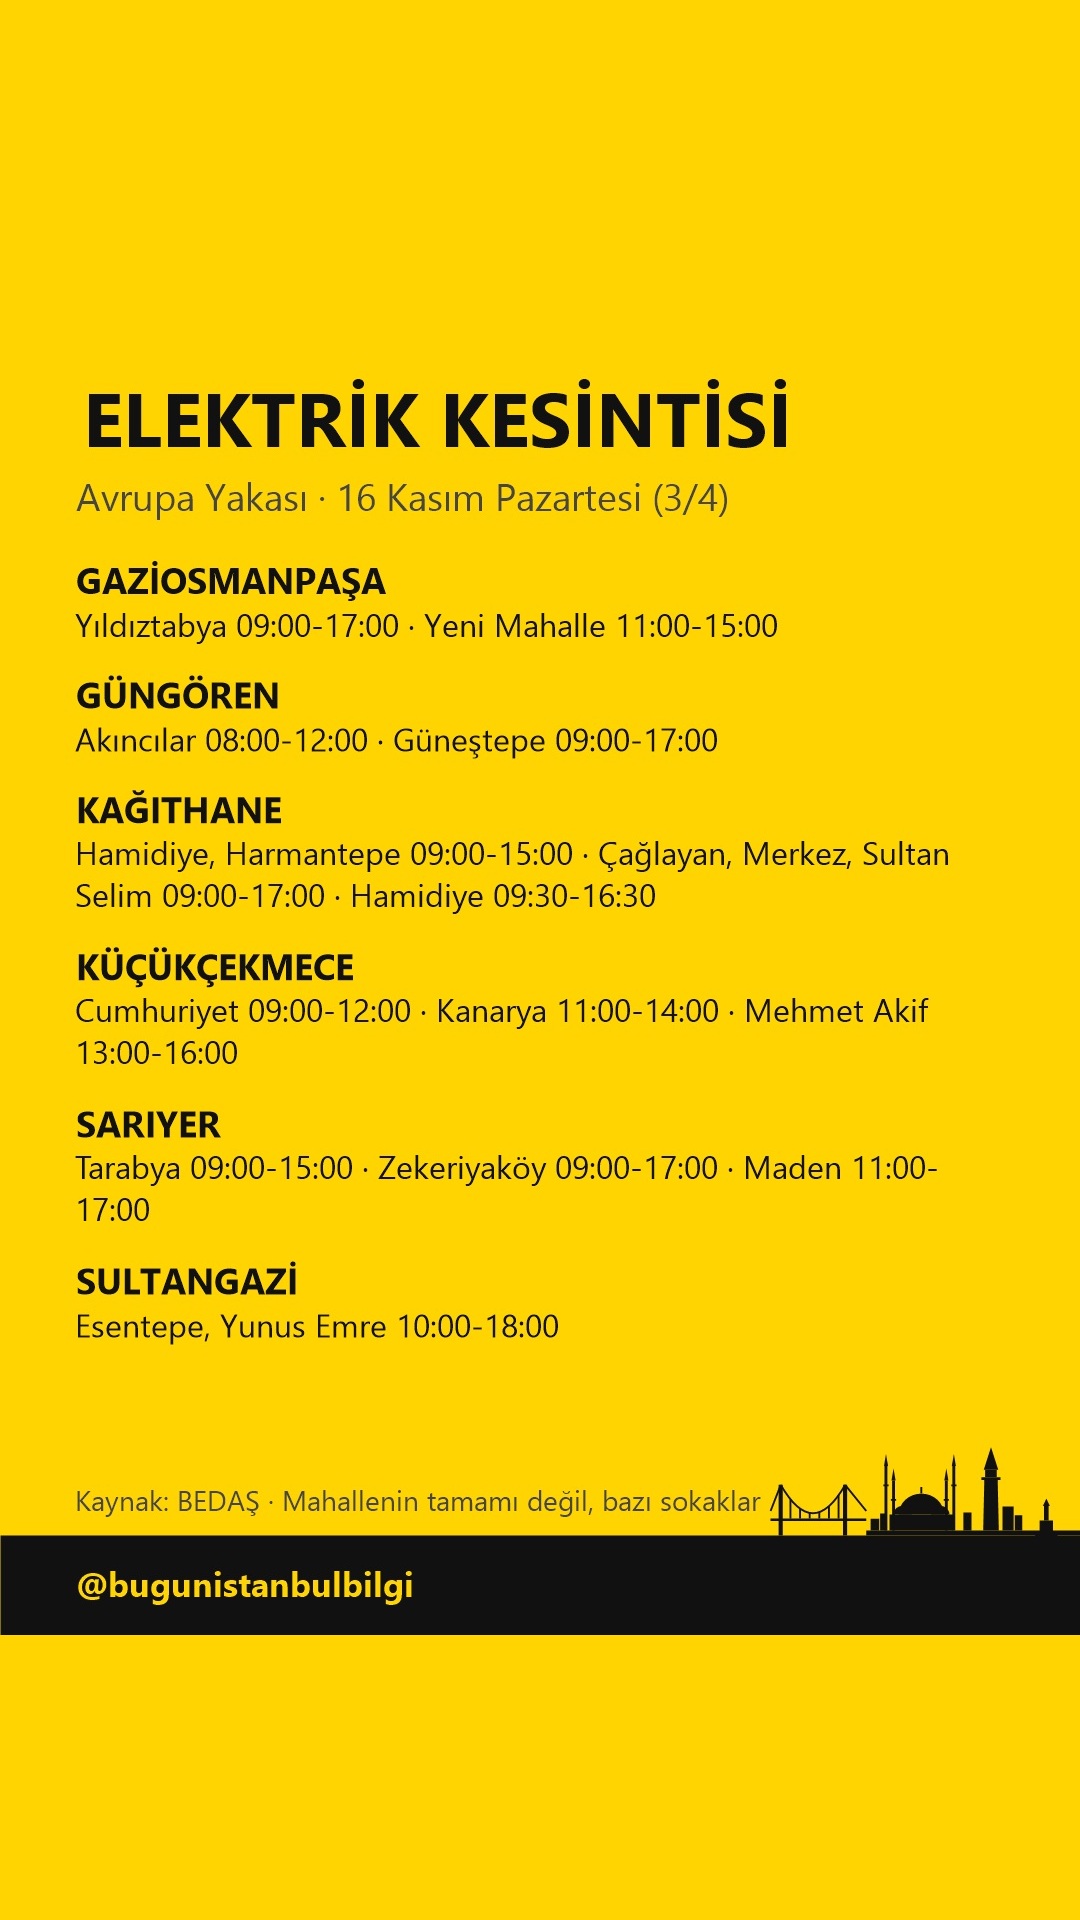 ELEKTRİK KESİNTİSİ
Avrupa Yakası · 16 Kasım Pazartesi (3/4)
GAZİOSMANPAŞA
Yıldıztabya 09:00-17:00 · Yeni Mahalle 11:00-15:00
GÜNGÖREN
Akıncılar 08:00-12:00 · Güneştepe 09:00-17:00
KAĞITHANE
Hamidiye, Harmantepe 09:00-15:00 · Çağlayan, Merkez, Sultan
Selim 09:00-17:00 · Hamidiye 09:30-16:30
KÜÇÜKÇEKMECE
Cumhuriyet 09:00-12:00 · Kanarya 11:00-14:00 · Mehmet Akif
13:00-16:00
SARIYER
Tarabya 09:00-15:00 · Zekeriyaköy 09:00-17:00 · Maden 11:00-
17:00
SULTANGAZİ
Esentepe, Yunus Emre 10:00-18:00
Kaynak: BEDAŞ · Mahallenin tamamı değil, bazı sokaklar
@bugunistanbulbilgi